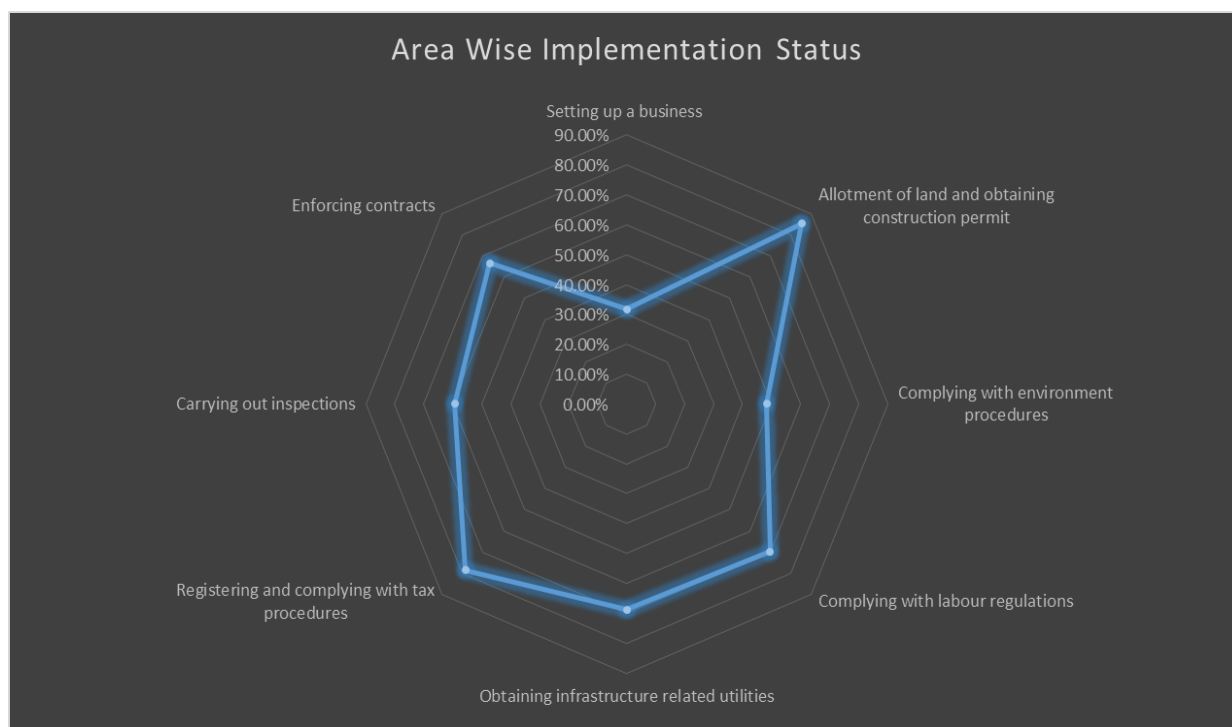 Area Wise Implementation Status
Setting up a business
90.00%
80.00%
70.00%
60.00%
50.00%
40.00%
30.00%
20.00%
10.00%
0.00%
Allotment of land and obtaining
construction permit
Complying with environment
procedures
Complying with labour regulations
Obtaining infrastructure related utilities
Registering and complying with tax
procedures
Carrying out inspections
Enforcing contracts